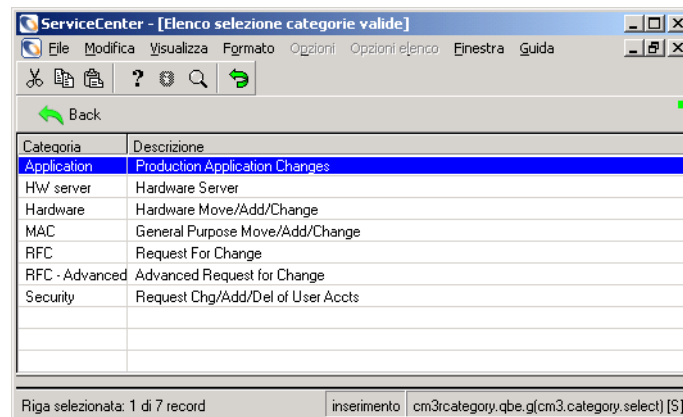 ServiceCenter - [Elenco selezione categorie valide]
File Modifica Visualizza Formato Opzioni Opzioni elenco Finestra Guida
?
Back
Categoria Descrizione
Application Production Application Changes
HW server Hardware Server
Hardware Hardware Move/Add/Change
MAC General Purpose Move/Add/Change
RFC Request For Change
RFC - Advanced Advanced Request for Change
Security Request Chg/Add/Del of User Accts
Riga selezionata: 1 di 7 record inserimento cm3rcategory.qbe.g(cm3.category.select) [S]